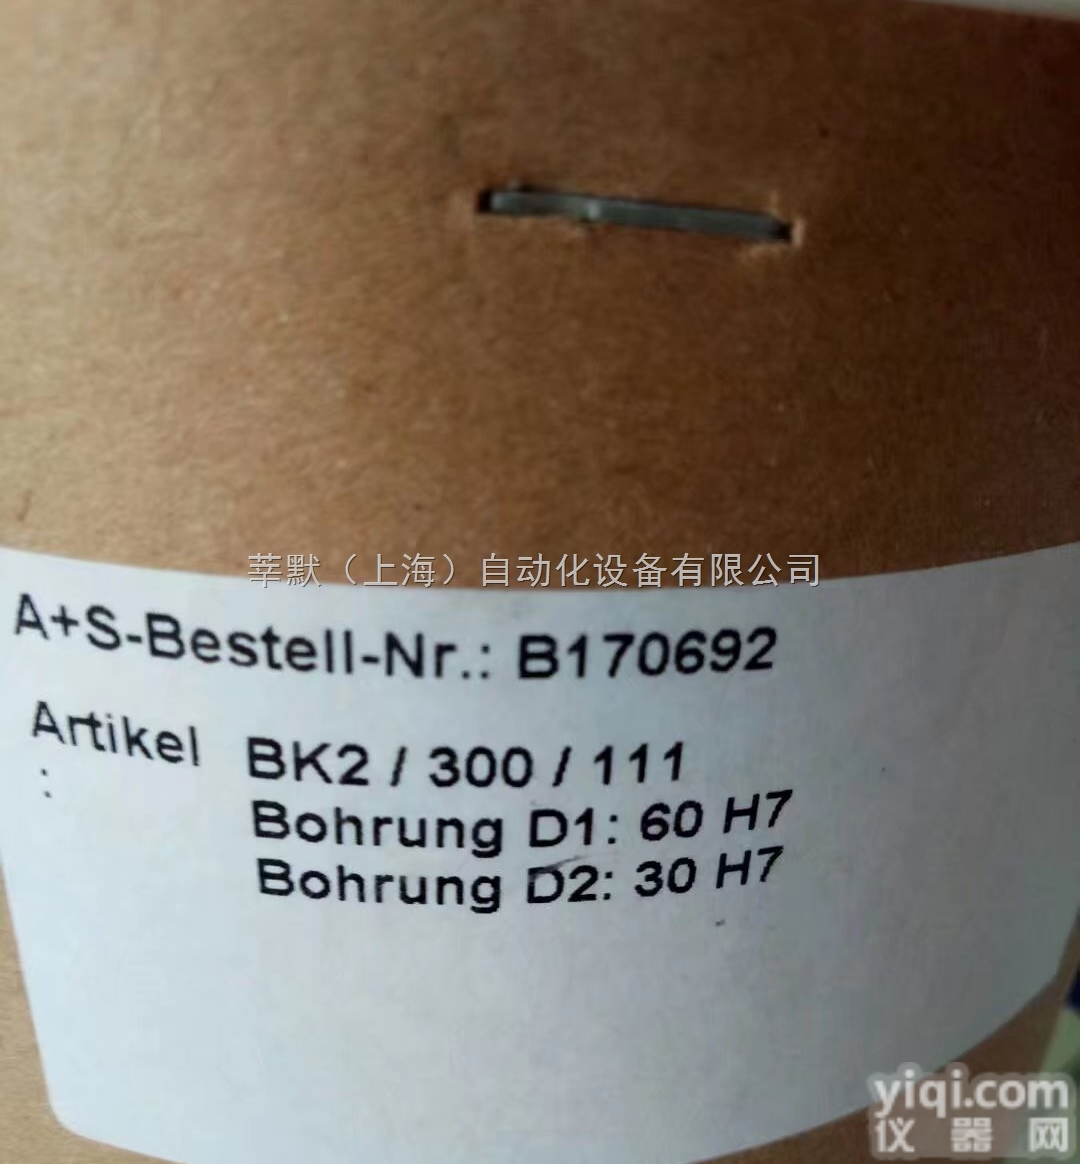 莘默（上海）自动化设备有限公司
A+S-Bestell-Nr.: B170692
Artikel BK2 / 300 / 111
:
Bohrung D1: 60 H7
Bohrung D2: 30 H7
yiqi.com
仪器网